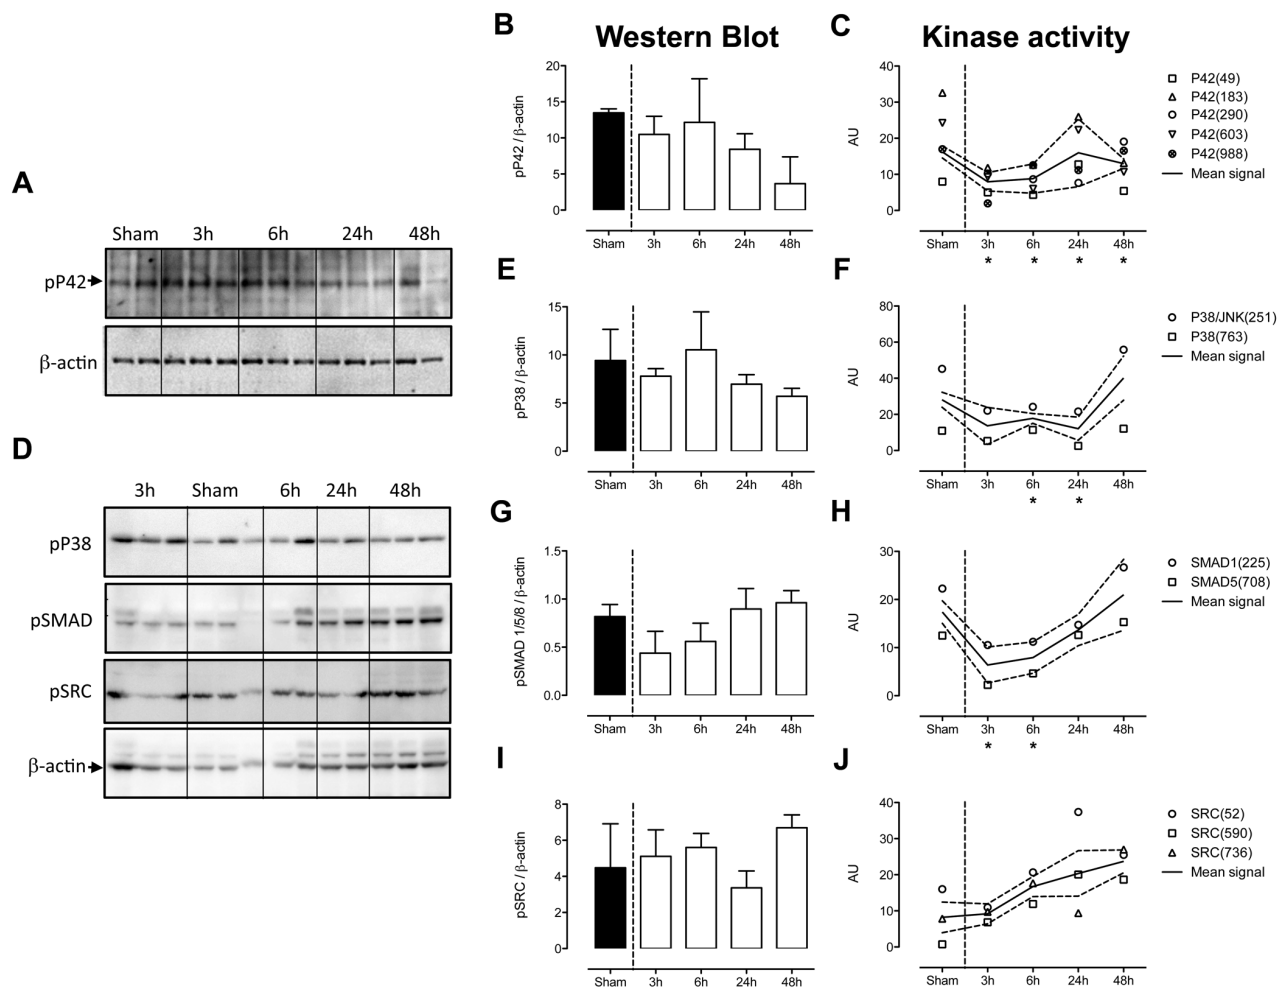 B
Western Blot
C
Kinase activity
pP42 / β-actin
20
15
10
5
0
Sham
3h
6h
24h
48h
AU
40
30
20
10
0
Sham
3h
6h
24h
48h
*
*
*
*
P42(49)
P42(183)
P42(290)
P42(603)
P42(988)
Mean signal
A
Sham
3h
6h
24h
48h
pP42
β-actin
E
pP38 / β-actin
15
10
5
0
Sham
3h
6h
24h
48h
F
AU
80
60
40
20
0
Sham
3h
6h
24h
48h
*
*
P38/JNK(251)
P38(763)
Mean signal
D
3h
Sham
6h
24h
48h
pP38
pSMAD
pSRC
β-actin
G
pSMAD 1/5/8 / β-actin
1.5
1.0
0.5
0.0
Sham
3h
6h
24h
48h
H
AU
30
20
10
0
Sham
3h
6h
24h
48h
*
*
SMAD1(225)
SMAD5(708)
Mean signal
I
pSRC / β-actin
8
6
4
2
0
Sham
3h
6h
24h
48h
J
AU
40
30
20
10
0
Sham
3h
6h
24h
48h
SRC(52)
SRC(590)
SRC(736)
Mean signal